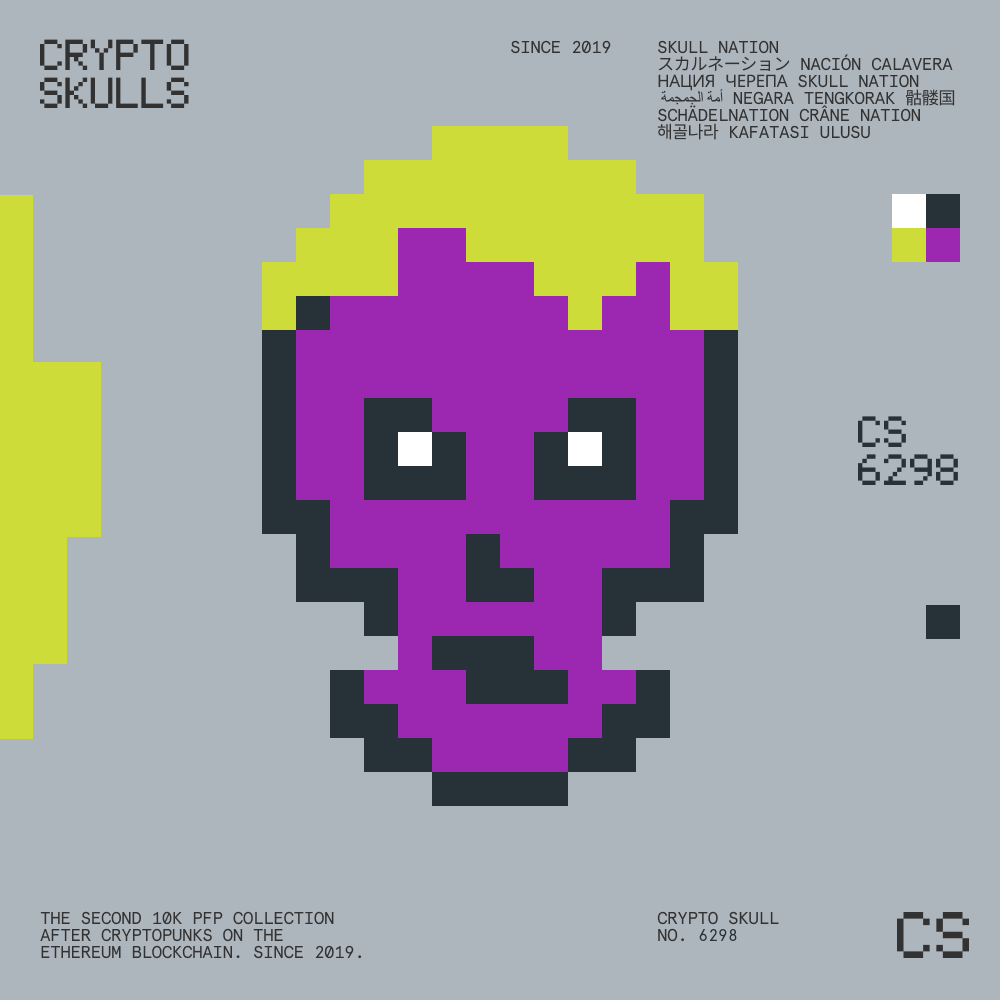 CRYPTO
SKULLS
SINCE 2019
SKULL NATION
スカルネーション NACIÓN CALAVERA
НАЦИЯ ЧЕРЕПА SKULL NATION
أمة الجمجمة NEGARA TENGKORAK 骷髅国
SCHÄDELNATION CRÂNE NATION
해골나라 KAFATASI ULUSU
CS
6298
THE SECOND 10K PFP COLLECTION
AFTER CRYPTOPUNKS ON THE
ETHEREUM BLOCKCHAIN. SINCE 2019.
CRYPTO SKULL
NO. 6298
CS